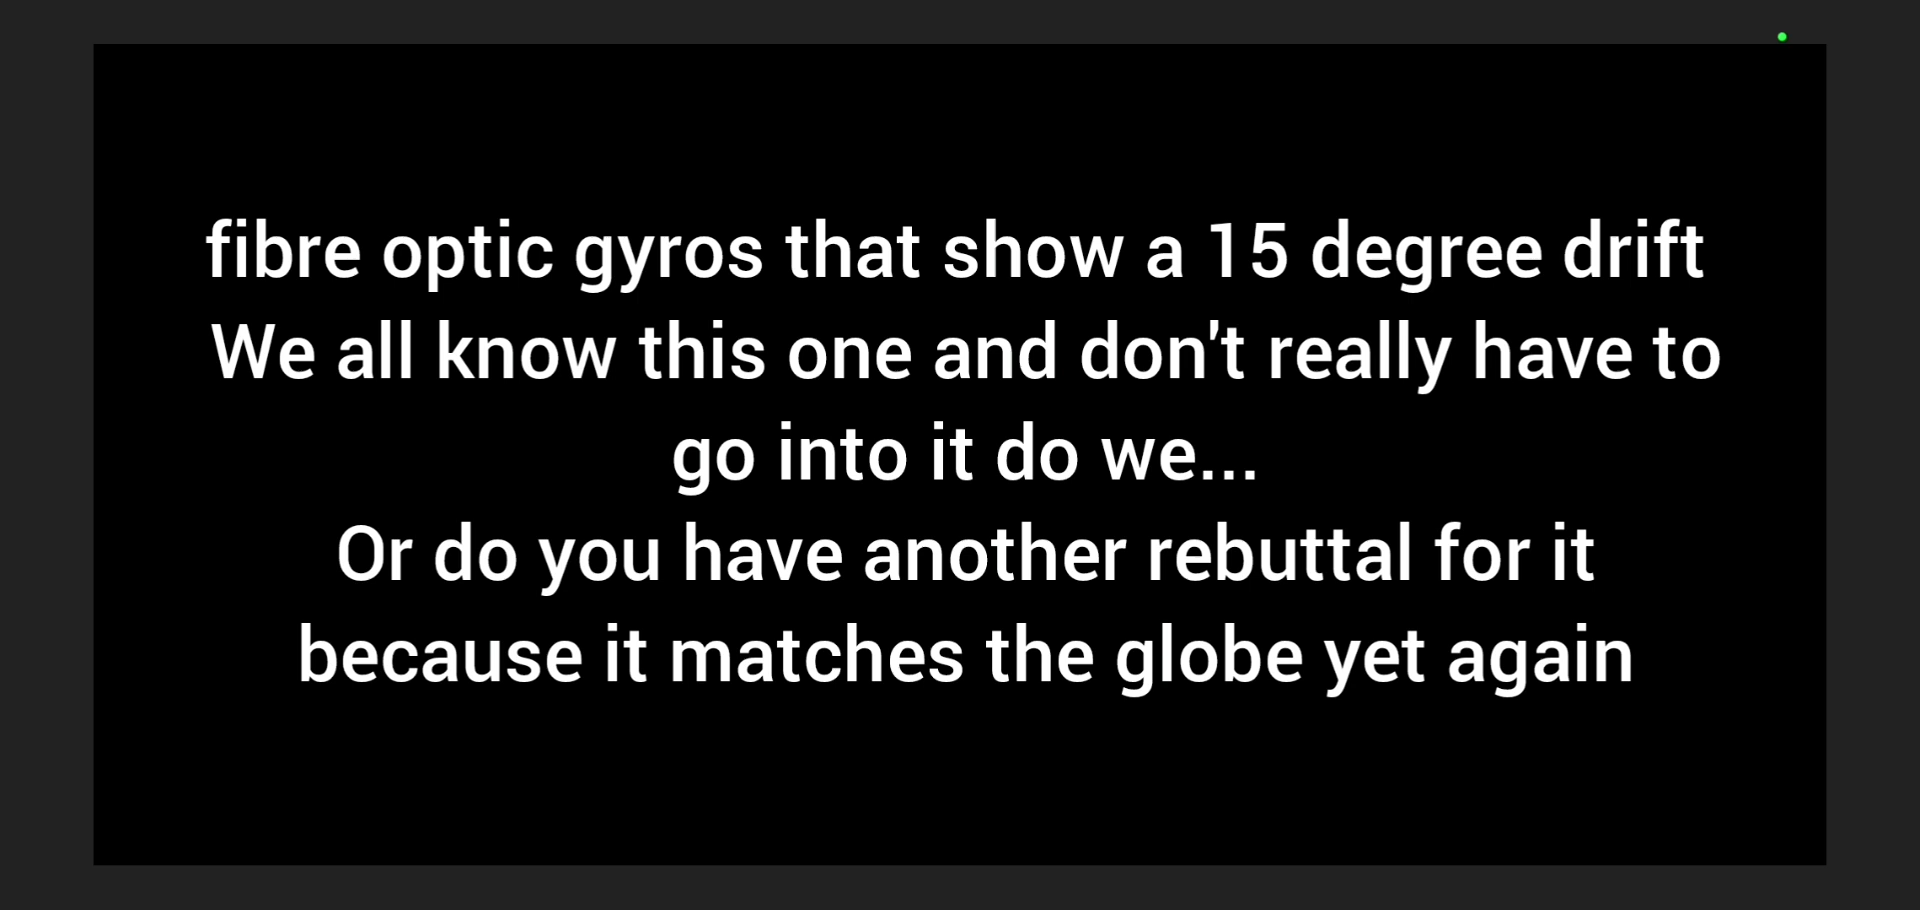 fibre optic gyros that show a 15 degree drift
We all know this one and don't really have to
go into it do we...
Or do you have another rebuttal for it
because it matches the globe yet again